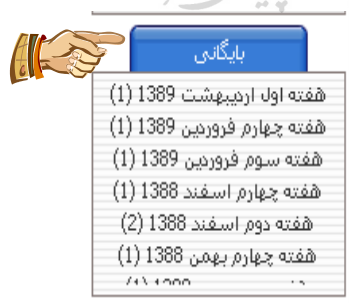 بایگانی
هفته اول اردیبهشت 1389 (1)
هفته چهارم فروردین 1389 (1)
هفته سوم فروردین 1389 (1)
هفته چهارم اسفند 1388 (1)
هفته دوم اسفند 1388 (2)
هفته چهارم بهمن 1388 (1)